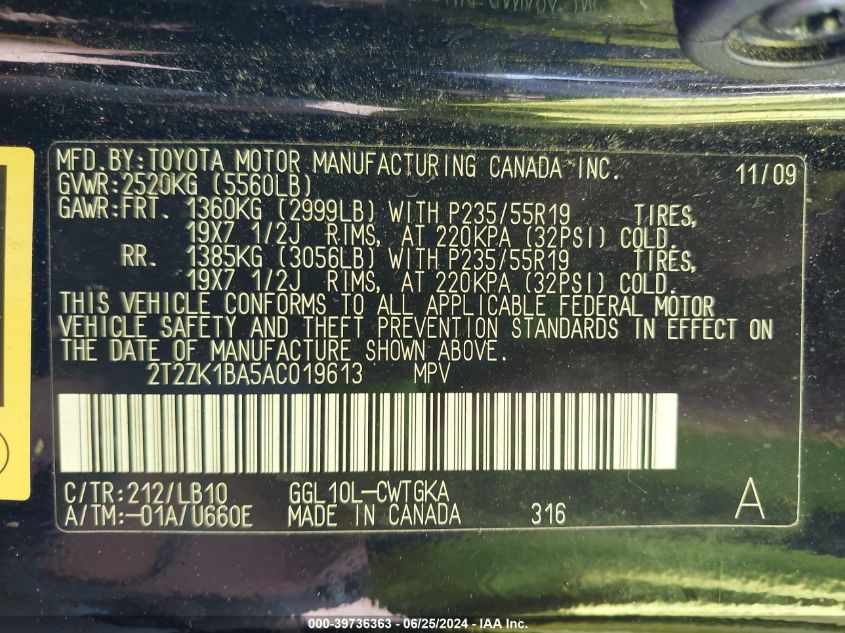 MFD. BY: TOYOTA MOTOR MANUFACTURING CANADA INC. 11/09
GVWR: 2520KG (5560LB)
GAWR: FRT. 1360KG (2999LB) WITH P235/55R19 TIRES,
19X7 1/2J RIMS, AT 220KPA (32PSI) COLD.
RR. 1385KG (3056LB) WITH P235/55R19 TIRES,
19X7 1/2J RIMS, AT 220KPA (32PSI) COLD.
THIS VEHICLE CONFORMS TO ALL APPLICABLE FEDERAL MOTOR
VEHICLE SAFETY AND THEFT PREVENTION STANDARDS IN EFFECT ON
THE DATE OF MANUFACTURE SHOWN ABOVE.
2T2ZK1BA5AC019613 MPV
C/TR: 212/LB10 GGL10L-CWTGKA
A/TM: -01A/U660E MADE IN CANADA 316 A
000-39736363 - 06/25/2024 - IAA Inc.